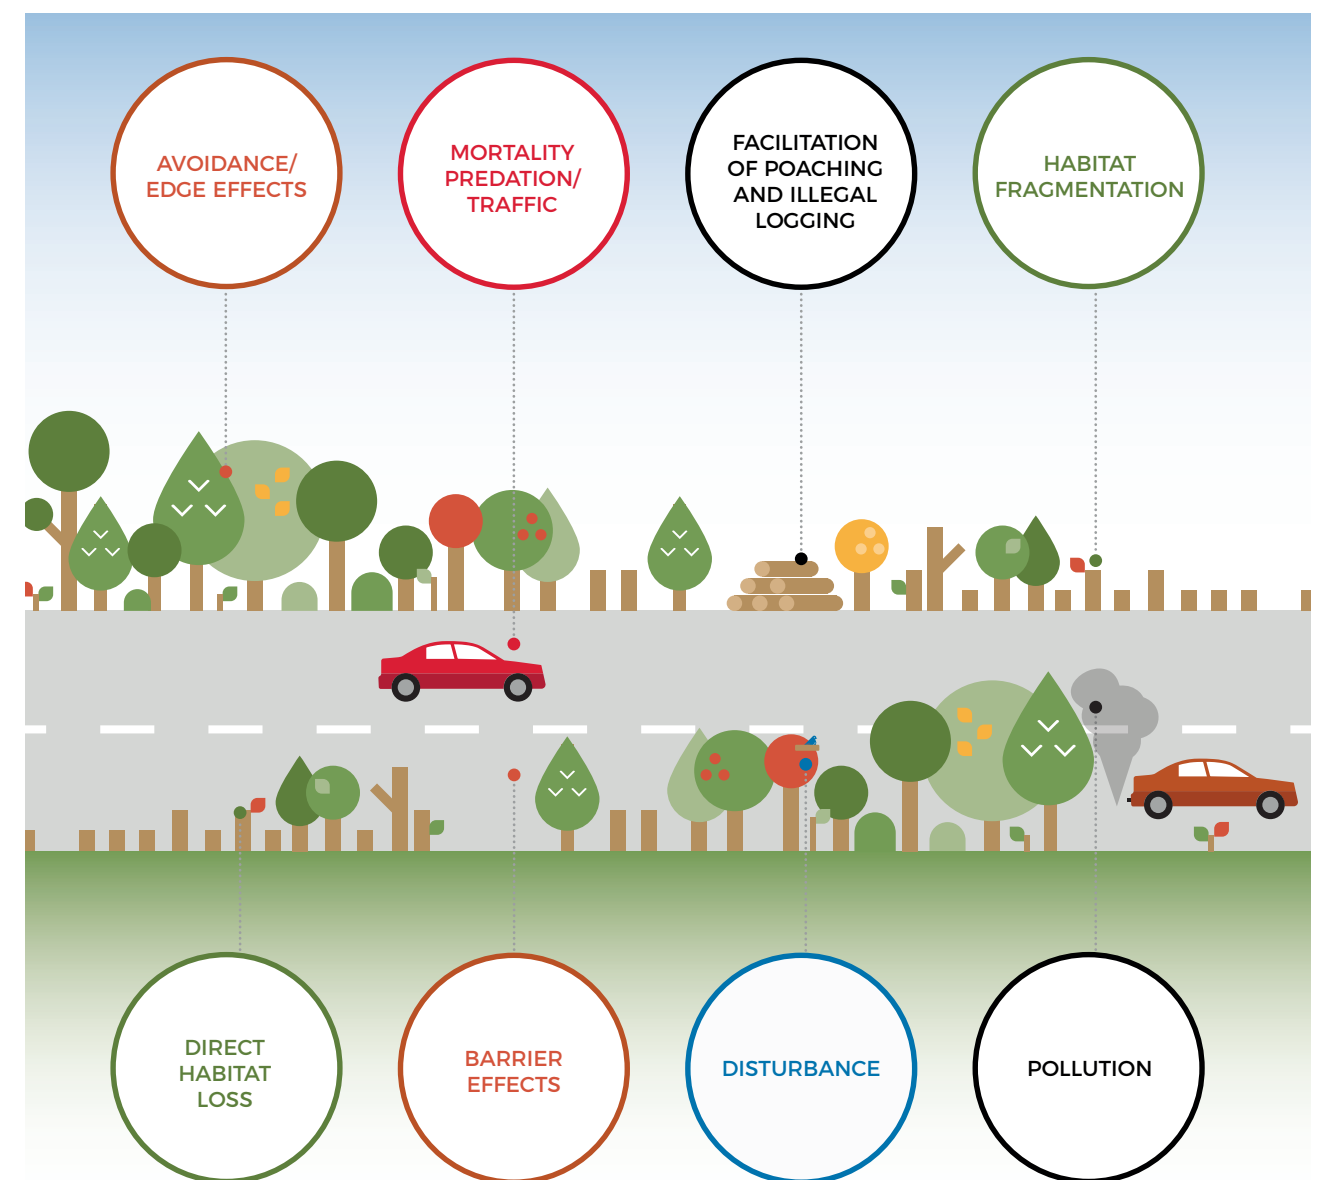 AVOIDANCE/
EDGE EFFECTS
MORTALITY
PREDATION/
TRAFFIC
FACILITATION
OF POACHING
AND ILLEGAL
LOGGING
HABITAT
FRAGMENTATION
DIRECT
HABITAT
LOSS
BARRIER
EFFECTS
DISTURBANCE
POLLUTION